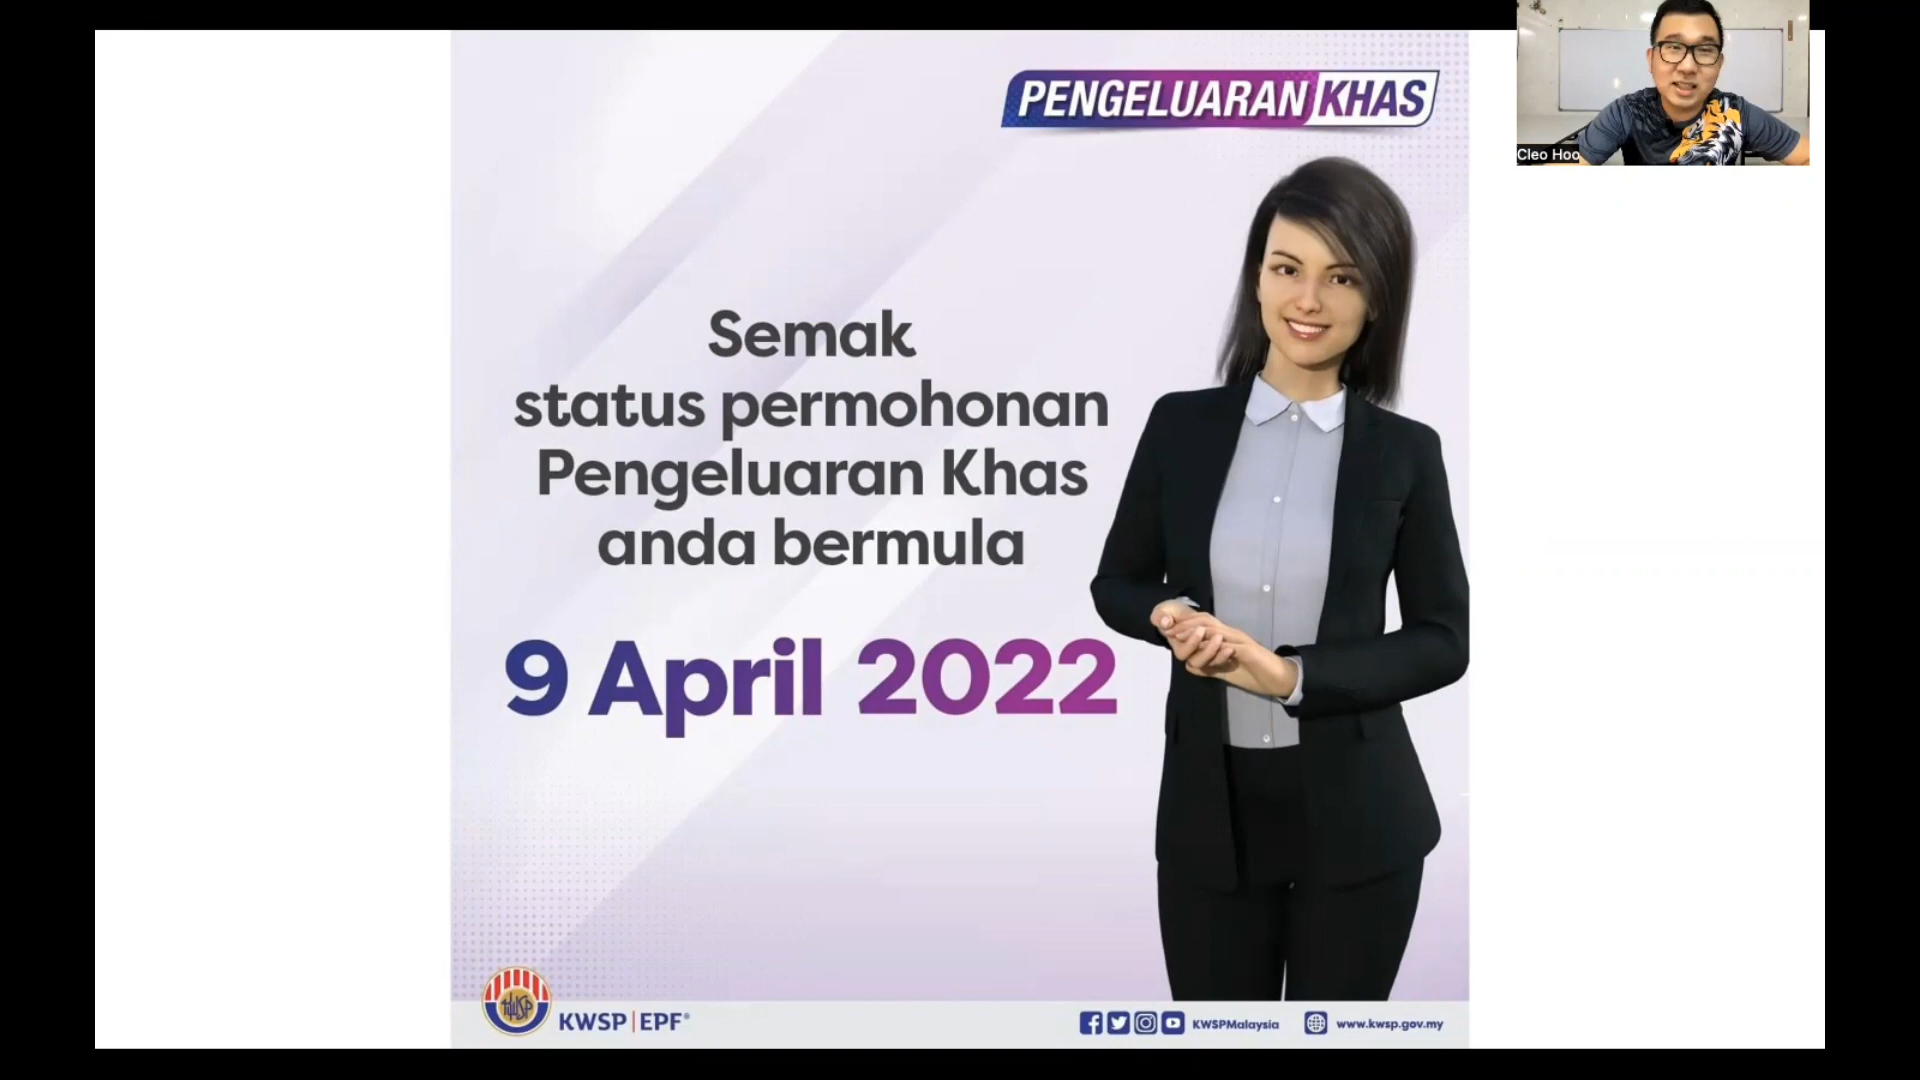 PENGELUARAN KHAS
Cleo Hoo
Semak
status permohonan
Pengeluaran Khas
anda bermula
9 April 2022
KWSP
KWSP | EPF®
KWSPMalaysia
www.kwsp.gov.my